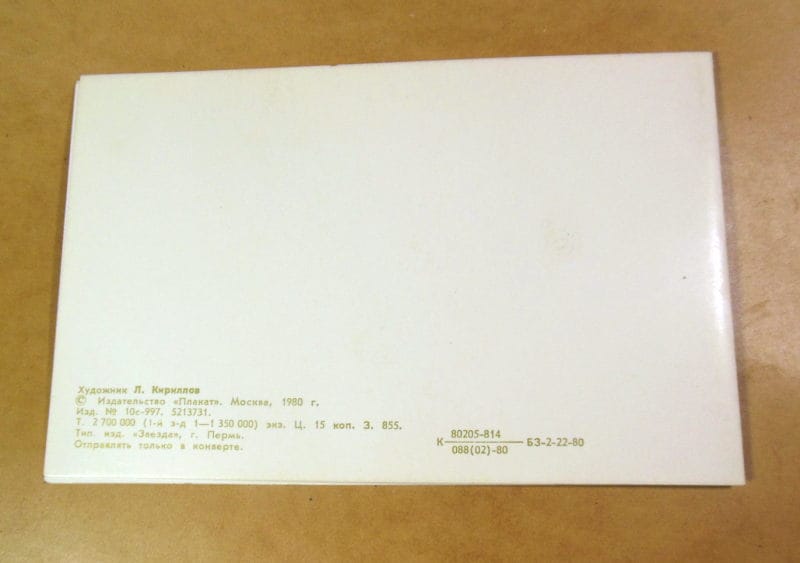 Художник Л. Кириллов
© Издательство «Плакат». Москва, 1980 г.
Изд. № 10с-997. 5213731.
Т. 2 700 000 (1-й з-д 1—1 350 000) экз. Ц. 15 коп. З. 855.
Тип. изд. «Звезда», г. Пермь.
Отправлять только в конверте.
80205-814
К——— БЗ-2-22-80
088(02)-80